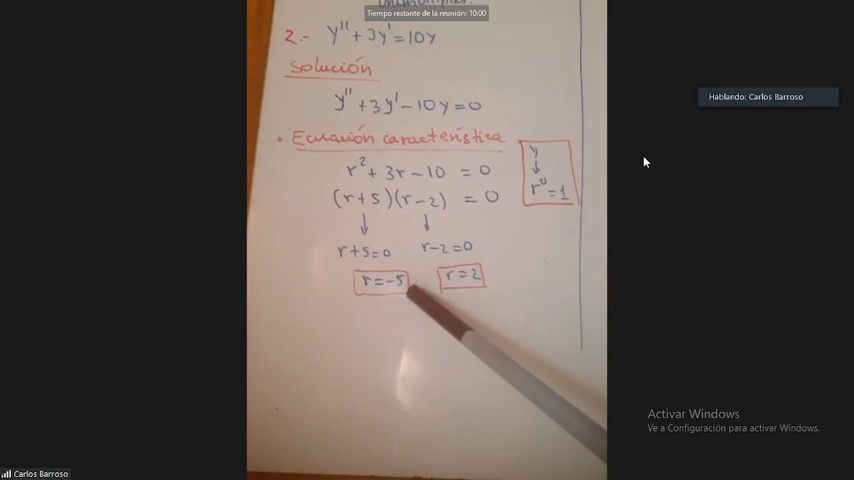 Tiempo restante de la reunión: 10:00
2.- y'' + 3y' = 10y
Solución
y'' + 3y' - 10y = 0
Hablando: Carlos Barroso
• Ecuación característica
r² + 3r - 10 = 0
(r+5)(r-2) = 0
y
↓
r⁰ = 1
↓ ↓
r+5=0 r-2=0
r=-5 r=2
Activar Windows
Ve a Configuración para activar Windows.
Carlos Barroso